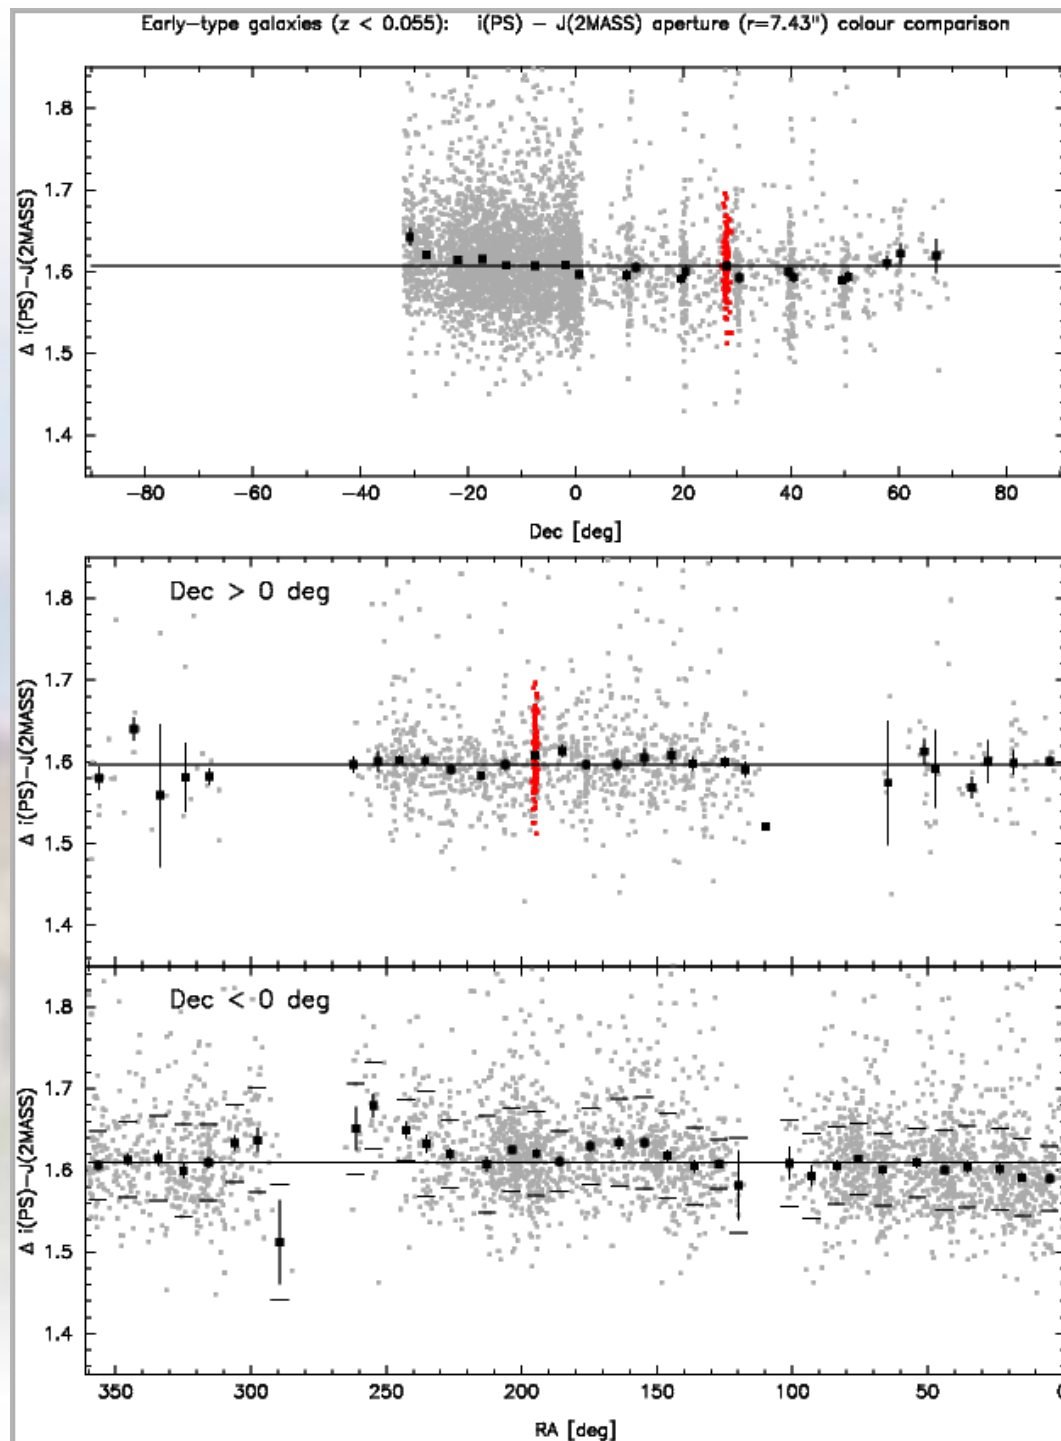 Early-type galaxies (z < 0.055): i(PS) - J(2MASS) aperture (r=7.43") colour comparison
Δ i(PS)-J(2MASS)
1.8
1.7
1.6
1.5
1.4
-80 -60 -40 -20 0 20 40 60 80
Dec [deg]
Dec > 0 deg
Δ i(PS)-J(2MASS)
1.8
1.7
1.6
1.5
1.4
Dec < 0 deg
Δ i(PS)-J(2MASS)
1.8
1.7
1.6
1.5
1.4
350 300 250 200 150 100 50 0
RA [deg]